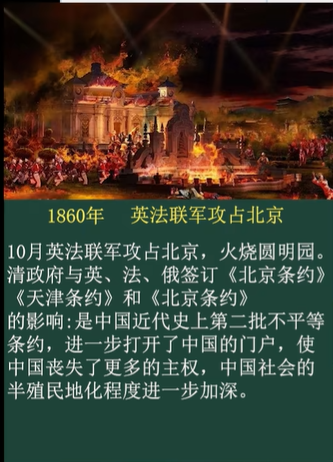 1860年 英法联军攻占北京
10月英法联军攻占北京，火烧圆明园。
清政府与英、法、俄签订《北京条约》
《天津条约》和《北京条约》
的影响:是中国近代史上第二批不平等
条约，进一步打开了中国的门户，使
中国丧失了更多的主权，中国社会的
半殖民地化程度进一步加深。